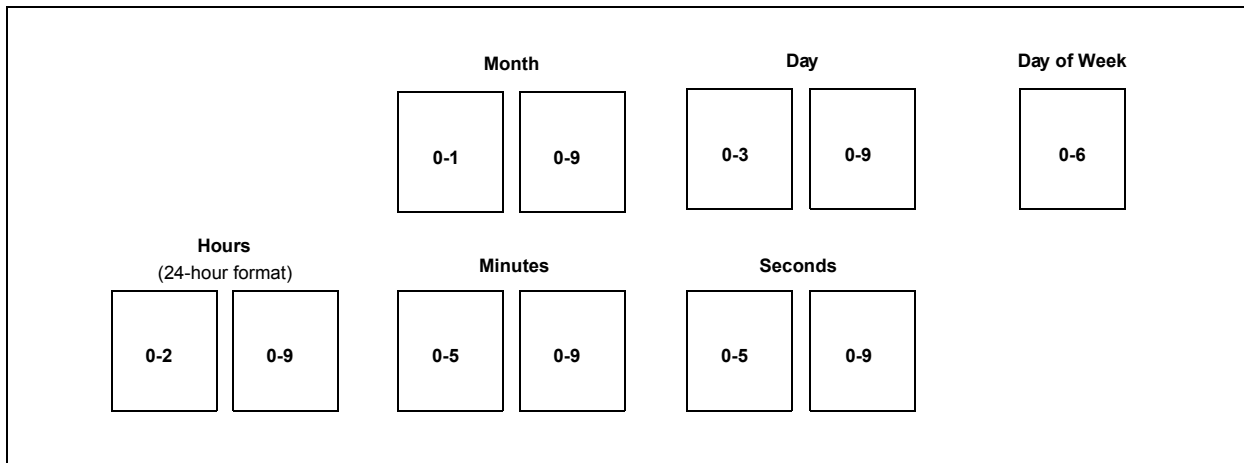 Month Day Day of Week
0-1 0-9 0-3 0-9 0-6
Hours
(24-hour format) Minutes Seconds
0-2 0-9 0-5 0-9 0-5 0-9